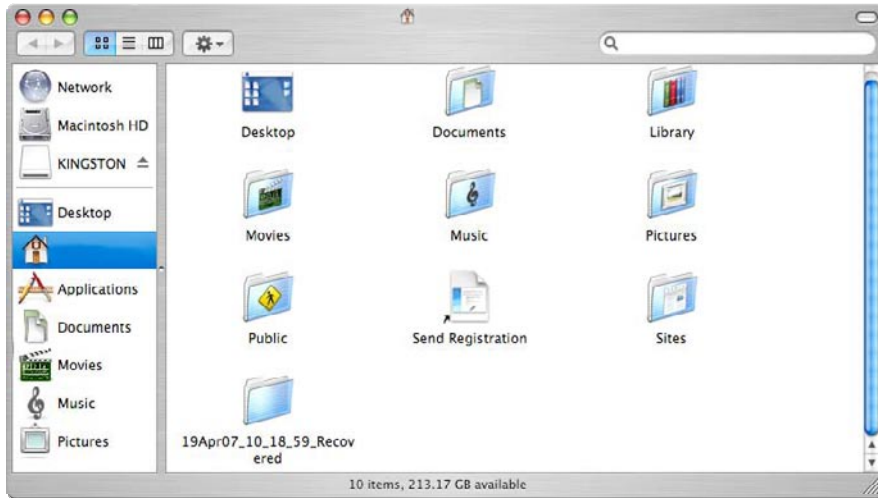 Network
Macintosh HD
KINGSTON
Desktop
Applications
Documents
Movies
Music
Pictures
Desktop
Documents
Library
Movies
Music
Pictures
Public
Send Registration
Sites
19Apr07_10_18_59_Recov
ered
10 items, 213.17 GB available